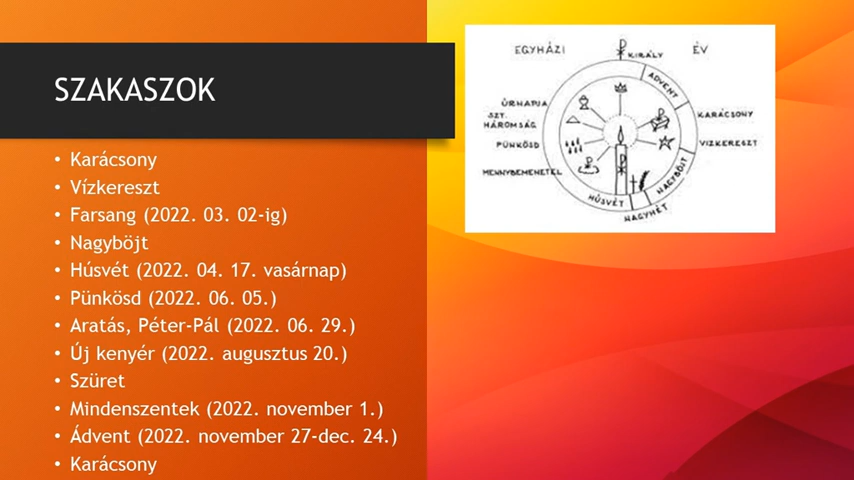 SZAKASZOK
• Karácsony
• Vízkereszt
• Farsang (2022. 03. 02-ig)
• Nagyböjt
• Húsvét (2022. 04. 17. vasárnap)
• Pünkösd (2022. 06. 05.)
• Aratás, Péter-Pál (2022. 06. 29.)
• Új kenyér (2022. augusztus 20.)
• Szüret
• Mindenszentek (2022. november 1.)
• Ádvent (2022. november 27-dec. 24.)
• Karácsony
EGYHÁZI ÉV
KIRÁLY
ADVENT
KARÁCSONY
VIZKERESZT
NAGYBÖJT
NAGYHÉT
HÚSVÉT
MENNYBEMENETEL
PÜNKÖSD
SZT.
HÁROMSÁG
ÚRNAPJA